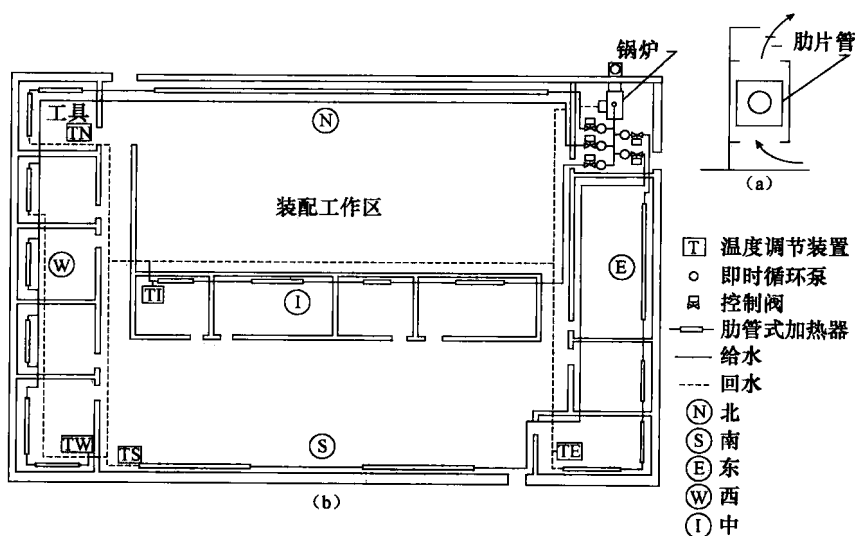 锅炉
肋片管
(a)
工具
TN
N
装配工作区
W
E
TI
I
TW
TS
S
TE
(b)
T 温度调节装置
即时循环泵
控制阀
肋管式加热器
给水
回水
N 北
S 南
E 东
W 西
I 中